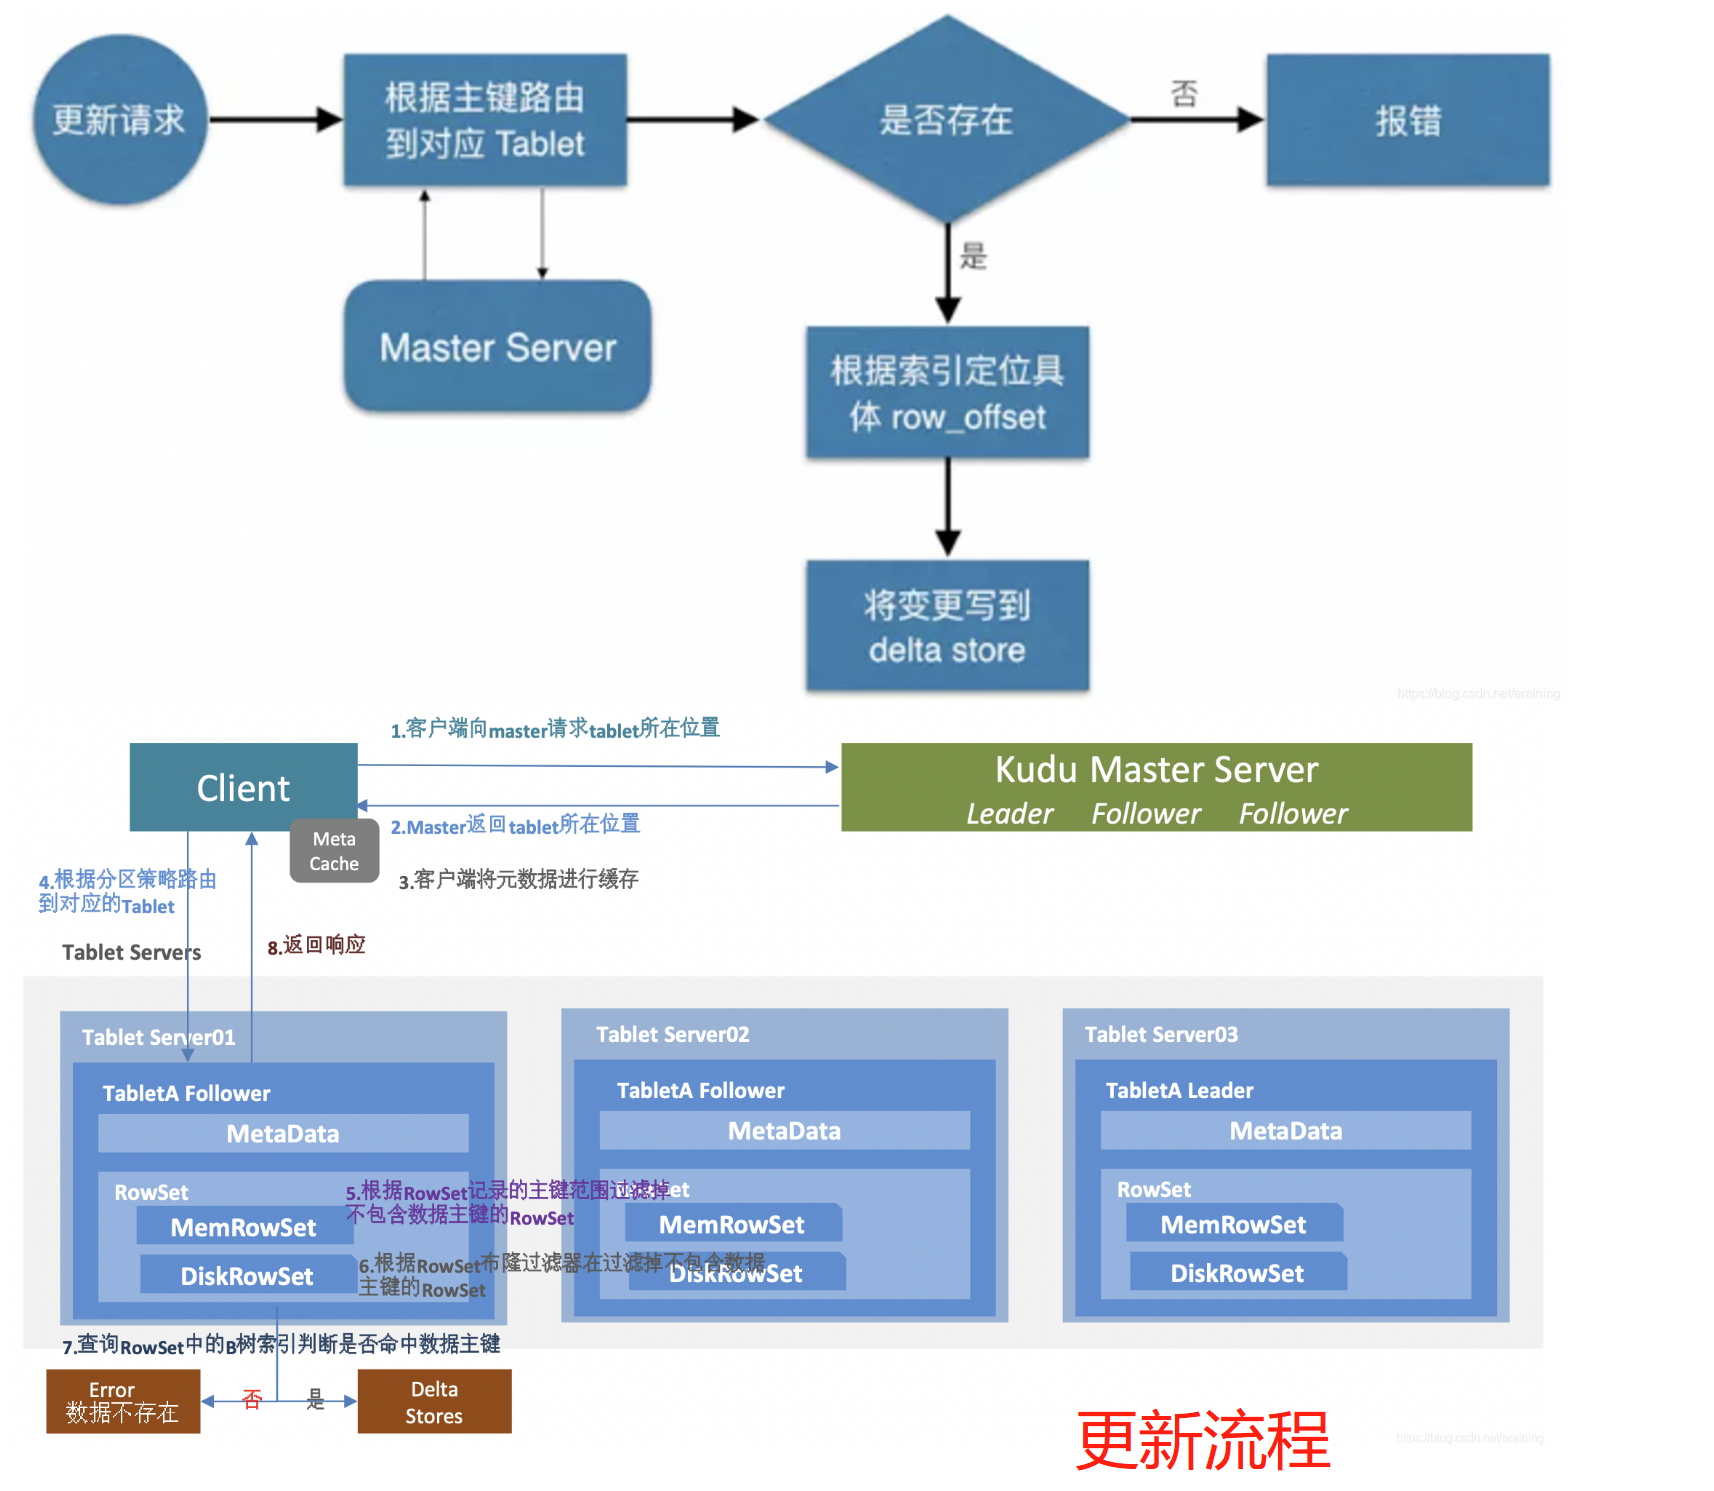 更新请求
根据主键路由
到对应 Tablet
是否存在
否
报错
Master Server
是
根据索引定位具
体 row_offset
将变更写到
delta store
https://blog.csdn.net/eraining
1.客户端向master请求tablet所在位置
Client
Kudu Master Server
Leader Follower Follower
2.Master返回tablet所在位置
Meta
Cache
3.客户端将元数据进行缓存
4.根据分区策略路由
到对应的Tablet
Tablet Servers
8.返回响应
Tablet Server01
TabletA Follower
MetaData
RowSet
MemRowSet
DiskRowSet
Tablet Server02
TabletA Follower
MetaData
RowSet
MemRowSet
DiskRowSet
Tablet Server03
TabletA Leader
MetaData
RowSet
MemRowSet
DiskRowSet
5.根据RowSet记录的主键范围过滤掉
不包含数据主键的RowSet
6.根据RowSet布隆过滤器在过滤掉不包含数据
主键的RowSet
7.查询RowSet中的B树索引判断是否命中数据主键
Error
数据不存在
否
是
Delta
Stores
更新流程
https://blog.csdn.net/eraining